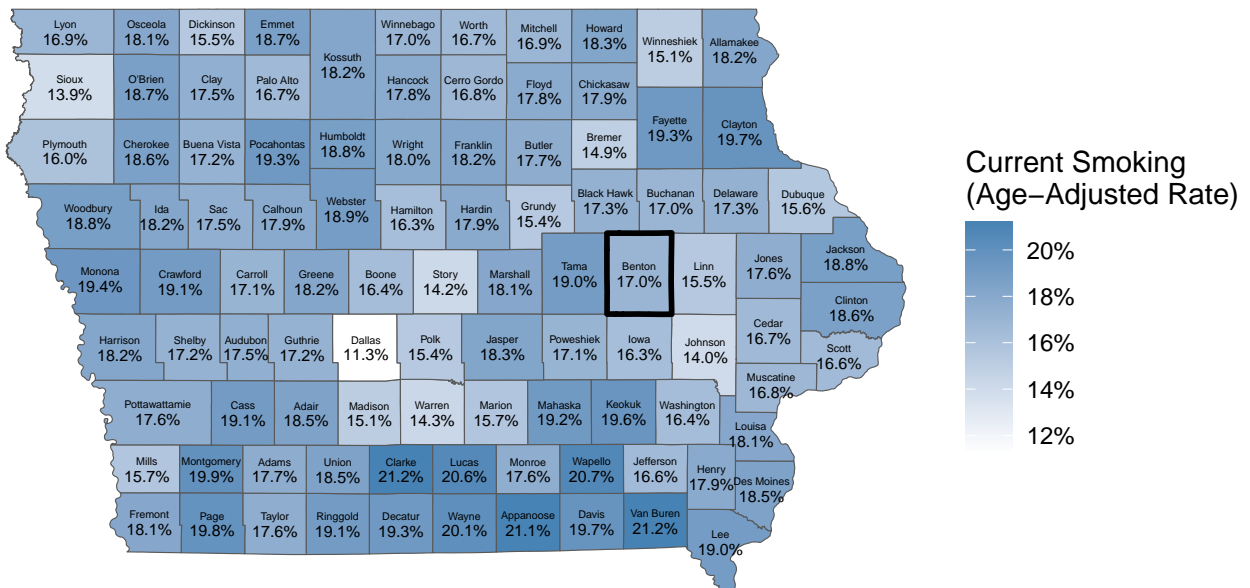 Lyon
16.9%
Osceola
18.1%
Dickinson
15.5%
Emmet
18.7%
Winnebago
17.0%
Worth
16.7%
Mitchell
16.9%
Howard
18.3%
Winneshiek
15.1%
Allamakee
18.2%
Kossuth
18.2%
Sioux
13.9%
O'Brien
18.7%
Clay
17.5%
Palo Alto
16.7%
Hancock
17.8%
Cerro Gordo
16.8%
Floyd
17.8%
Chickasaw
17.9%
Fayette
19.3%
Clayton
19.7%
Plymouth
16.0%
Cherokee
18.6%
Buena Vista
17.2%
Pocahontas
19.3%
Humboldt
18.8%
Wright
18.0%
Franklin
18.2%
Butler
17.7%
Bremer
14.9%
Woodbury
18.8%
Ida
18.2%
Sac
17.5%
Calhoun
17.9%
Webster
18.9%
Hamilton
16.3%
Hardin
17.9%
Grundy
15.4%
Black Hawk
17.3%
Buchanan
17.0%
Delaware
17.3%
Dubuque
15.6%
Monona
19.4%
Crawford
19.1%
Carroll
17.1%
Greene
18.2%
Boone
16.4%
Story
14.2%
Marshall
18.1%
Tama
19.0%
Benton
17.0%
Linn
15.5%
Jones
17.6%
Jackson
18.8%
Clinton
18.6%
Harrison
18.2%
Shelby
17.2%
Audubon
17.5%
Guthrie
17.2%
Dallas
11.3%
Polk
15.4%
Jasper
18.3%
Poweshiek
17.1%
Iowa
16.3%
Johnson
14.0%
Cedar
16.7%
Scott
16.6%
Muscatine
16.8%
Pottawattamie
17.6%
Cass
19.1%
Adair
18.5%
Madison
15.1%
Warren
14.3%
Marion
15.7%
Mahaska
19.2%
Keokuk
19.6%
Washington
16.4%
Louisa
18.1%
Mills
15.7%
Montgomery
19.9%
Adams
17.7%
Union
18.5%
Clarke
21.2%
Lucas
20.6%
Monroe
17.6%
Wapello
20.7%
Jefferson
16.6%
Henry
17.9%
Des Moines
18.5%
Fremont
18.1%
Page
19.8%
Taylor
17.6%
Ringgold
19.1%
Decatur
19.3%
Wayne
20.1%
Appanoose
21.1%
Davis
19.7%
Van Buren
21.2%
Lee
19.0%
Current Smoking
(Age−Adjusted Rate)
20%
18%
16%
14%
12%